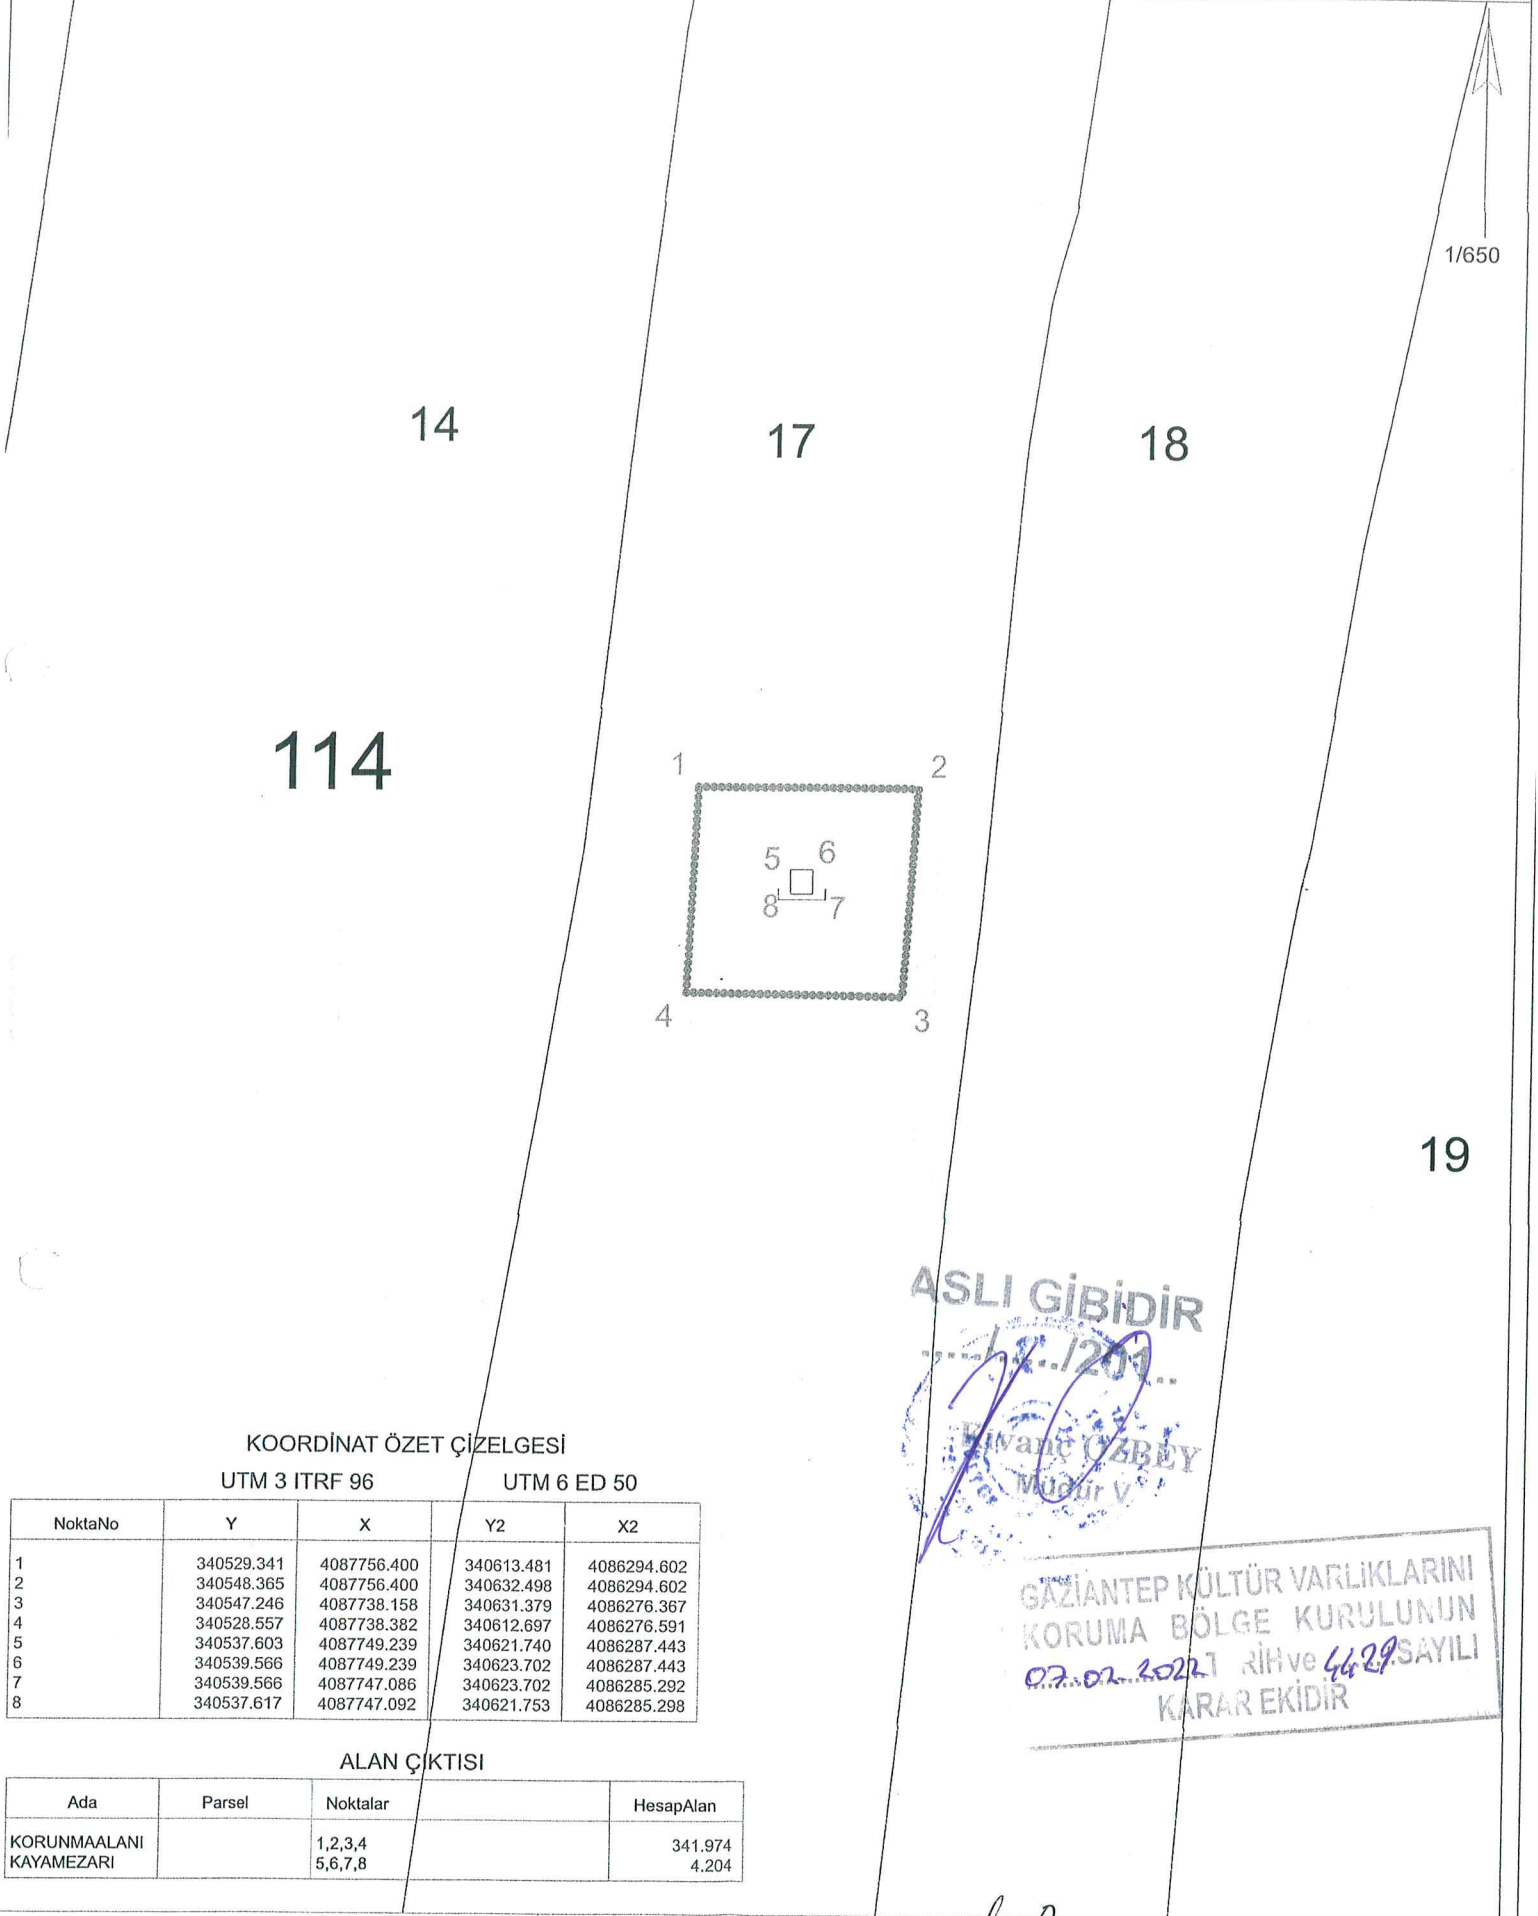 1/650
14
17
18
114
1
2
5
6
8
7
4
3
19
ASLI GİBİDİR
...../...../201..
Kıvanç ÖZBEY
Müdür V.
KOORDİNAT ÖZET ÇİZELGESİ
UTM 3 ITRF 96 UTM 6 ED 50
NoktaNo Y X Y2 X2
1 340529.341 4087756.400 340613.481 4086294.602
2 340548.365 4087756.400 340632.498 4086294.602
3 340547.246 4087738.158 340631.379 4086276.367
4 340528.557 4087738.382 340612.697 4086276.591
5 340537.603 4087749.239 340621.740 4086287.443
6 340539.566 4087749.239 340623.702 4086287.443
7 340539.566 4087747.086 340623.702 4086285.292
8 340537.617 4087747.092 340621.753 4086285.298
GAZİANTEP KÜLTÜR VARLIKLARINI
KORUMA BÖLGE KURULUNUN
07.02.2022 T RİH ve 4429 SAYILI
KARAR EKİDİR
ALAN ÇIKTISI
Ada Parsel Noktalar HesapAlan
KORUNMAALANI 1,2,3,4 341.974
KAYAMEZARI 5,6,7,8 4.204